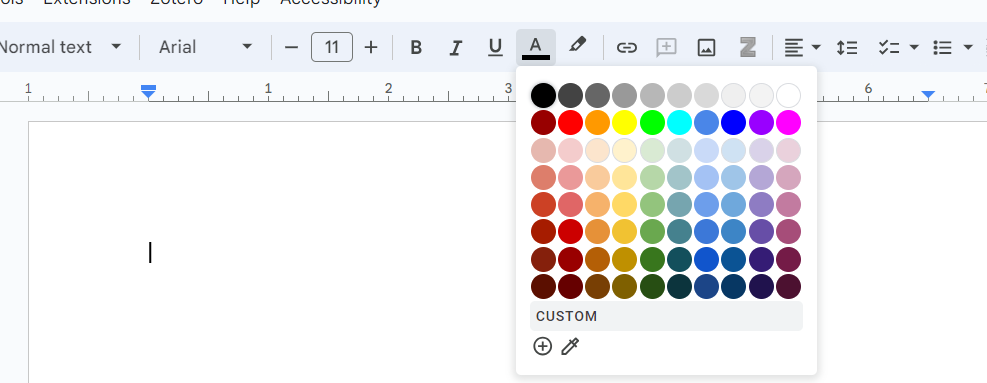 Extensions Zotero Help Accessibility
Normal text Arial 11 B I U A
1 1 2 3 6
CUSTOM